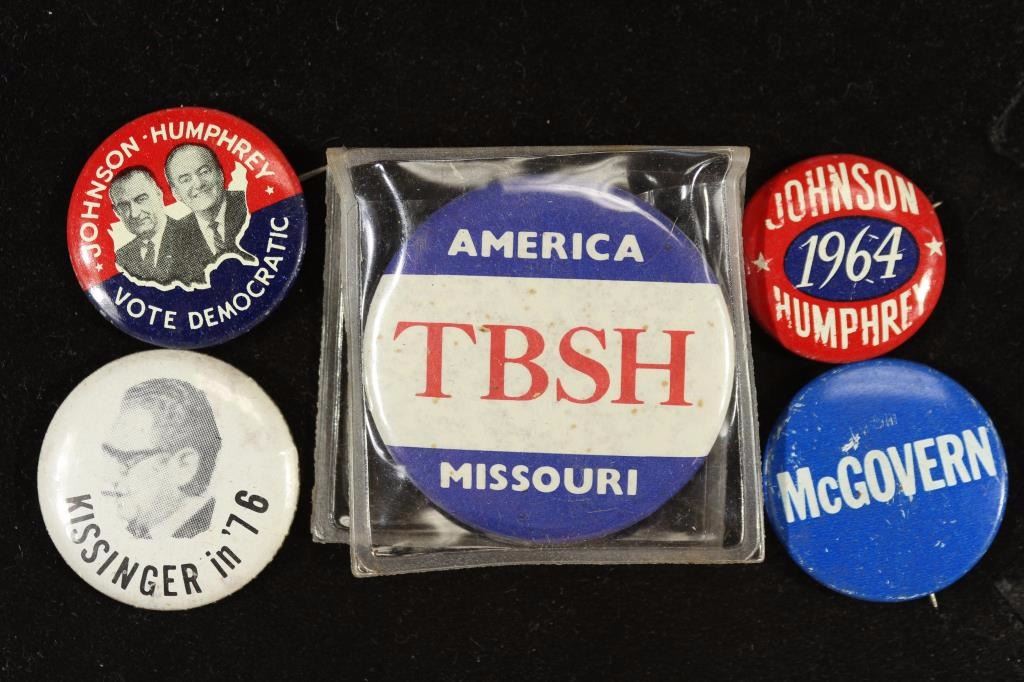 JOHNSON · HUMPHREY
VOTE DEMOCRATIC
AMERICA
TBSH
MISSOURI
JOHNSON
1964
HUMPHREY
KISSINGER in '76
McGOVERN